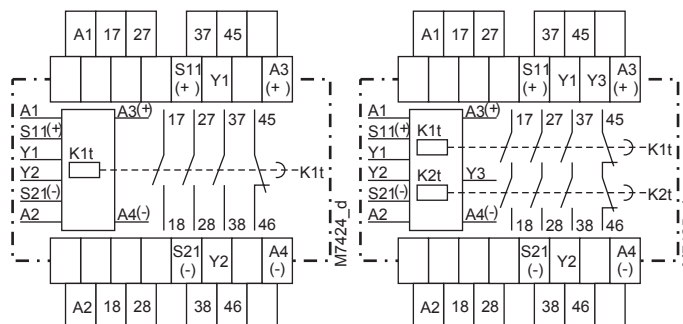 A1 17 27 37 45
S11 (+) Y1 A3 (+)
A1 A3(+) 17 27 37 45
S11(+)
Y1 K1t
Y2 K1t
S21(-)
A2 A4(-) 18 28 38 46
S21 (-) Y2 A4 (-)
A2 18 28 38 46
M7424_d
A1 17 27 37 45
S11 (+) Y1 Y3 A3 (+)
A1 A3(+) 17 27 37 45
S11(+) K1t K1t
Y1
Y2 K2t Y3
S21(-) K2t
A2 A4(-) 18 28 38 46
S21 (-) Y2 A4 (-)
A2 18 28 38 46